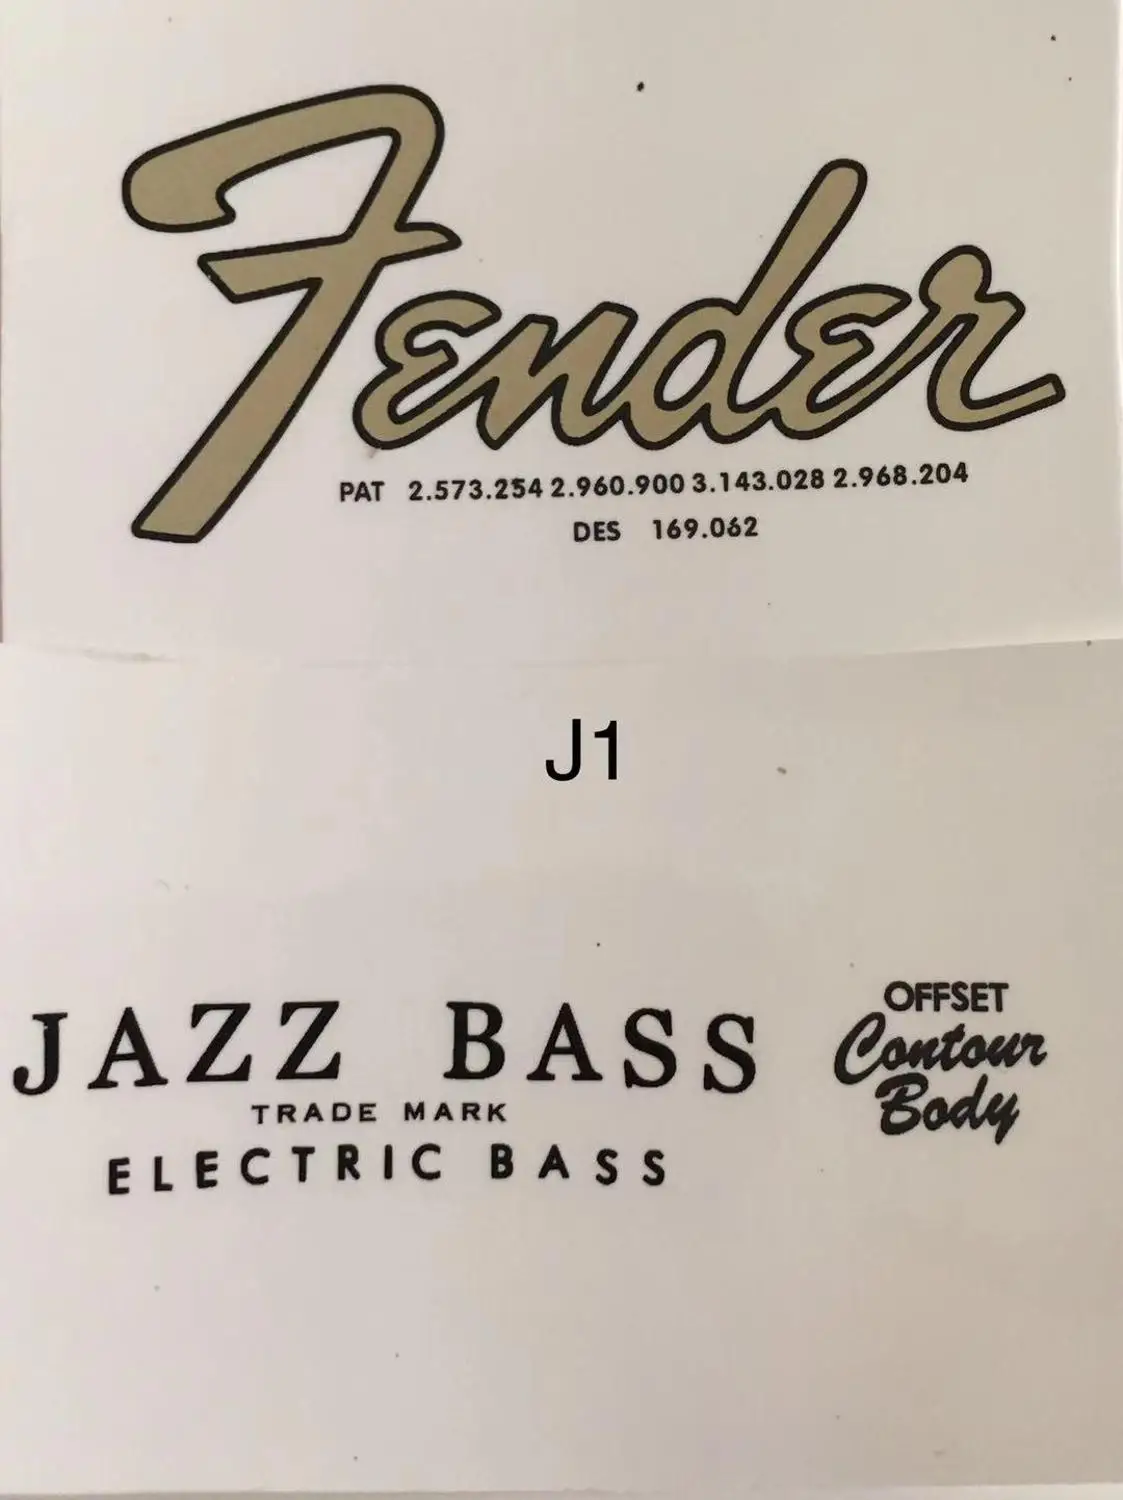 Fender
PAT 2.573.254 2.960.900 3.143.028 2.968.204
DES 169.062
J1
JAZZ BASS
TRADE MARK
ELECTRIC BASS
OFFSET
Contour
Body